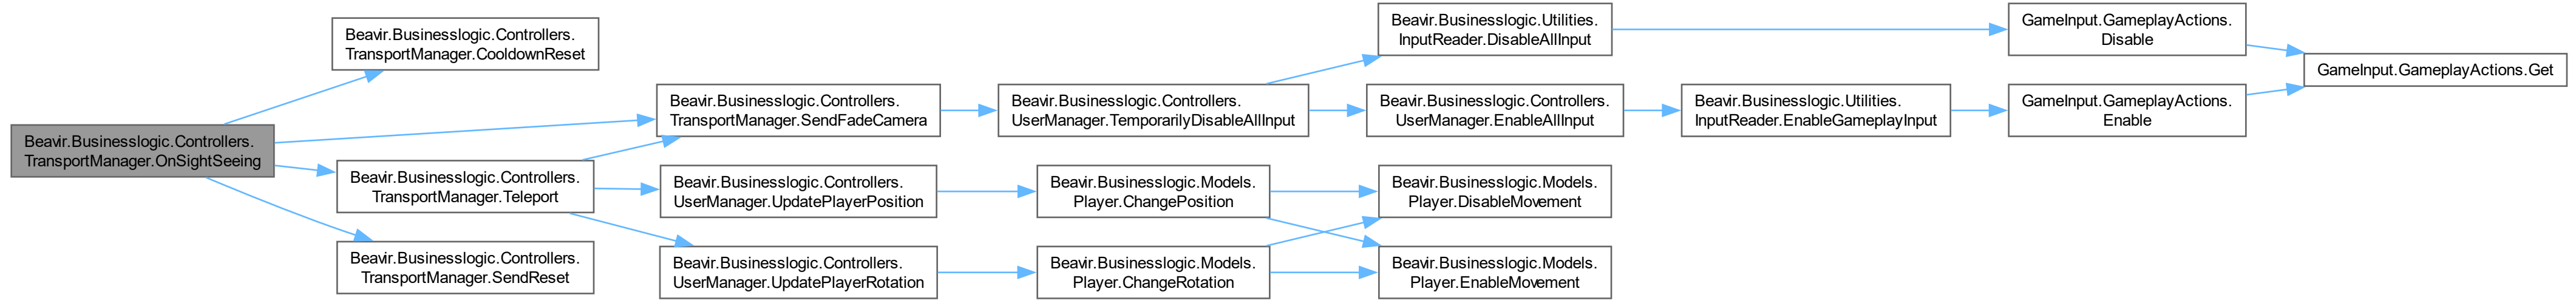 Beavir.Businesslogic.Controllers.
TransportManager.OnSightSeeing
Beavir.Businesslogic.Controllers.
TransportManager.CooldownReset
Beavir.Businesslogic.Controllers.
TransportManager.SendFadeCamera
Beavir.Businesslogic.Controllers.
UserManager.TemporarilyDisableAllInput
Beavir.Businesslogic.Utilities.
InputReader.DisableAllInput
GameInput.GameplayActions.
Disable
GameInput.GameplayActions.Get
Beavir.Businesslogic.Controllers.
UserManager.EnableAllInput
Beavir.Businesslogic.Utilities.
InputReader.EnableGameplayInput
GameInput.GameplayActions.
Enable
Beavir.Businesslogic.Controllers.
TransportManager.Teleport
Beavir.Businesslogic.Controllers.
UserManager.UpdatePlayerPosition
Beavir.Businesslogic.Models.
Player.ChangePosition
Beavir.Businesslogic.Models.
Player.DisableMovement
Beavir.Businesslogic.Controllers.
UserManager.UpdatePlayerRotation
Beavir.Businesslogic.Models.
Player.ChangeRotation
Beavir.Businesslogic.Models.
Player.EnableMovement
Beavir.Businesslogic.Controllers.
TransportManager.SendReset